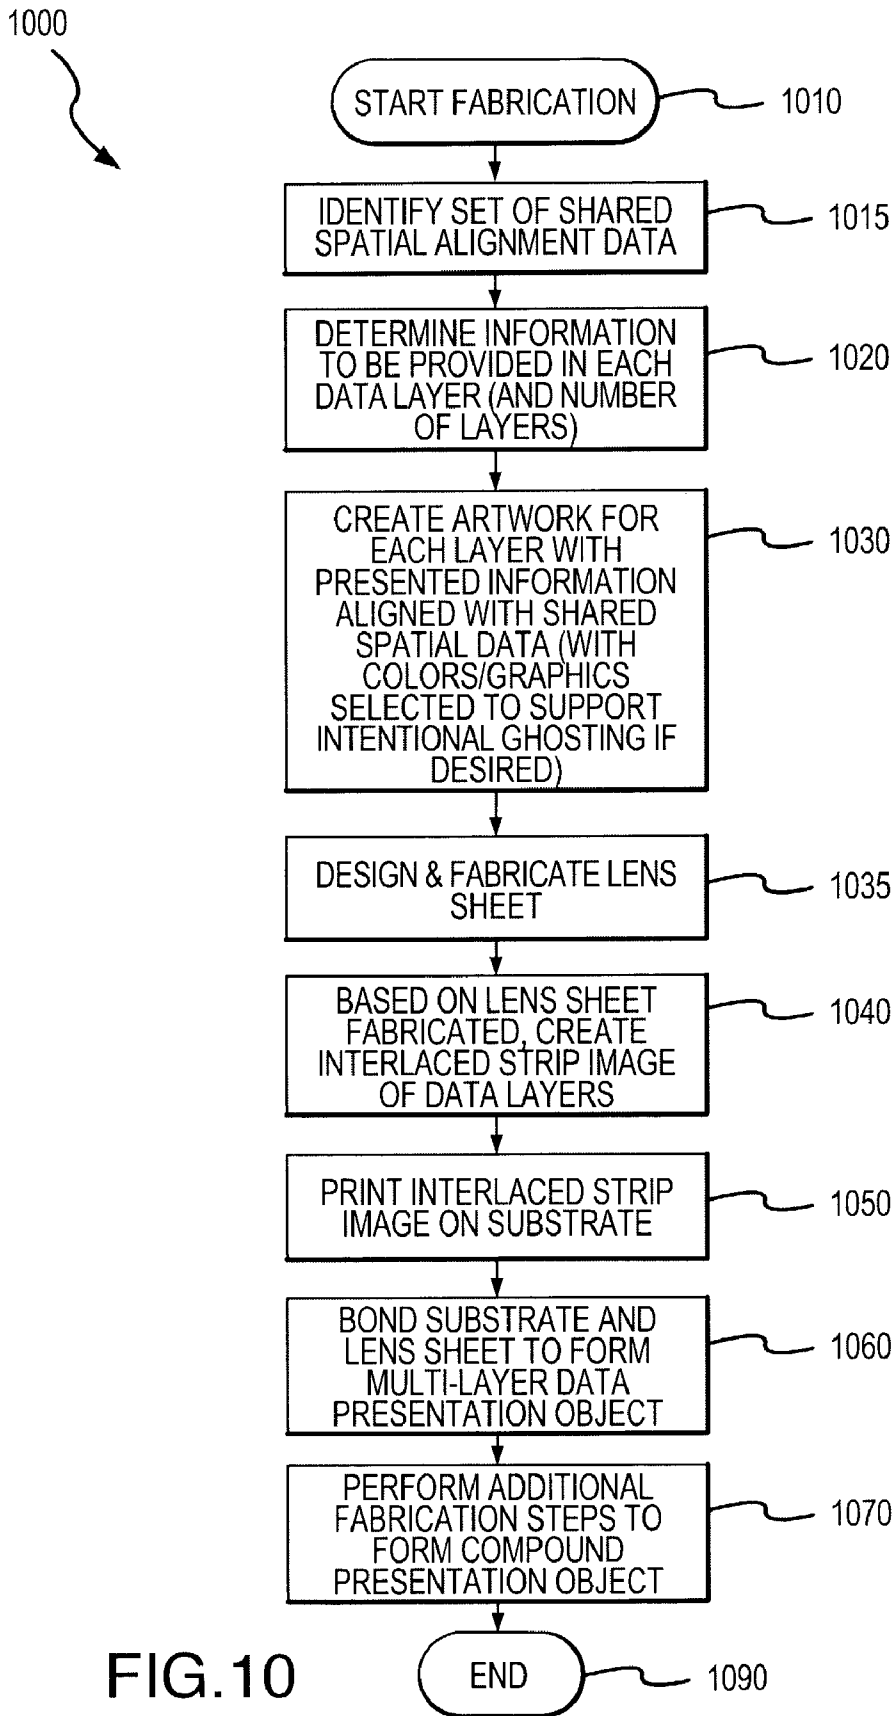 1000
START FABRICATION
1010
IDENTIFY SET OF SHARED
SPATIAL ALIGNMENT DATA
1015
DETERMINE INFORMATION
TO BE PROVIDED IN EACH
DATA LAYER (AND NUMBER
OF LAYERS)
1020
CREATE ARTWORK FOR
EACH LAYER WITH
PRESENTED INFORMATION
ALIGNED WITH SHARED
SPATIAL DATA (WITH
COLORS/GRAPHICS
SELECTED TO SUPPORT
INTENTIONAL GHOSTING IF
DESIRED)
1030
DESIGN & FABRICATE LENS
SHEET
1035
BASED ON LENS SHEET
FABRICATED, CREATE
INTERLACED STRIP IMAGE
OF DATA LAYERS
1040
PRINT INTERLACED STRIP
IMAGE ON SUBSTRATE
1050
BOND SUBSTRATE AND
LENS SHEET TO FORM
MULTI-LAYER DATA
PRESENTATION OBJECT
1060
PERFORM ADDITIONAL
FABRICATION STEPS TO
FORM COMPOUND
PRESENTATION OBJECT
1070
END
1090
FIG.10